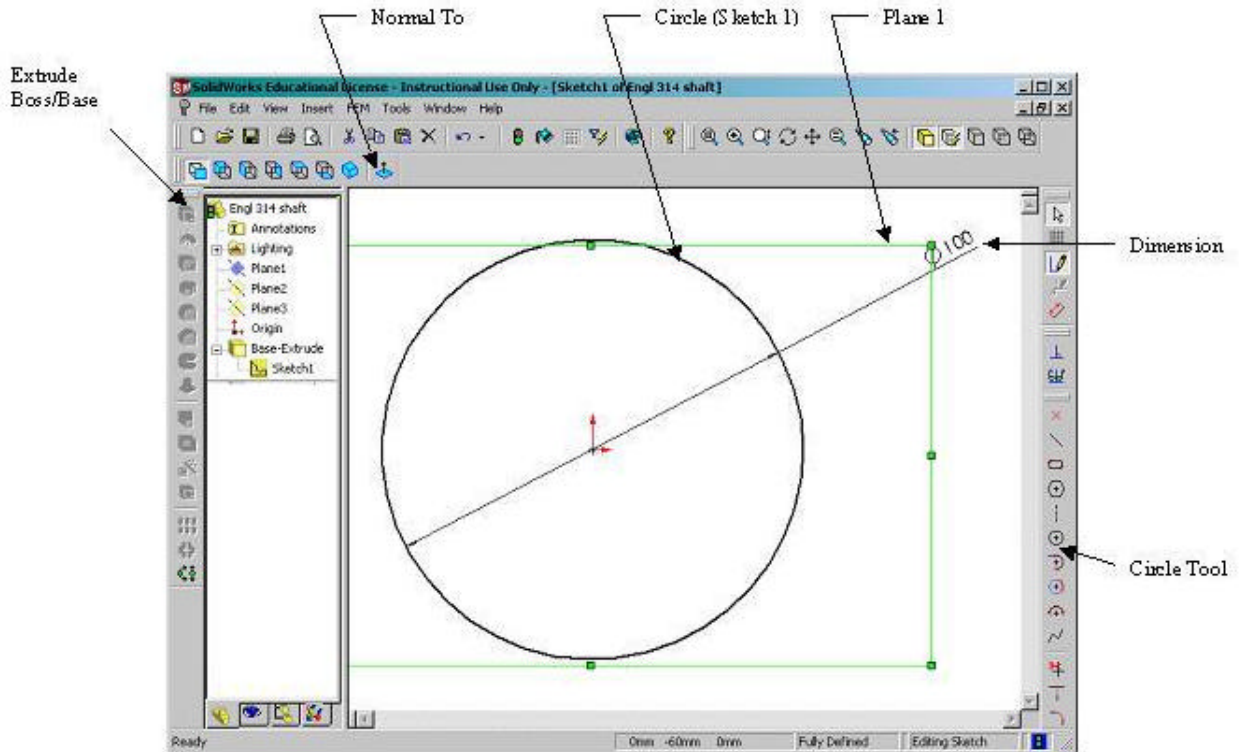 Normal To
Circle (Sketch 1)
Plane 1
Extrude
Boss/Base
SolidWorks Educational License - Instructional Use Only - [Sketch1 of Engl 314 shaft]
File Edit View Insert FEM Tools Window Help
Engl 314 shaft
Annotations
Lighting
Plane1
Plane2
Plane3
Origin
Base-Extrude
Sketch1
100
Dimension
Circle Tool
Ready
0mm -60mm 0mm
Fully Defined
Editing Sketch